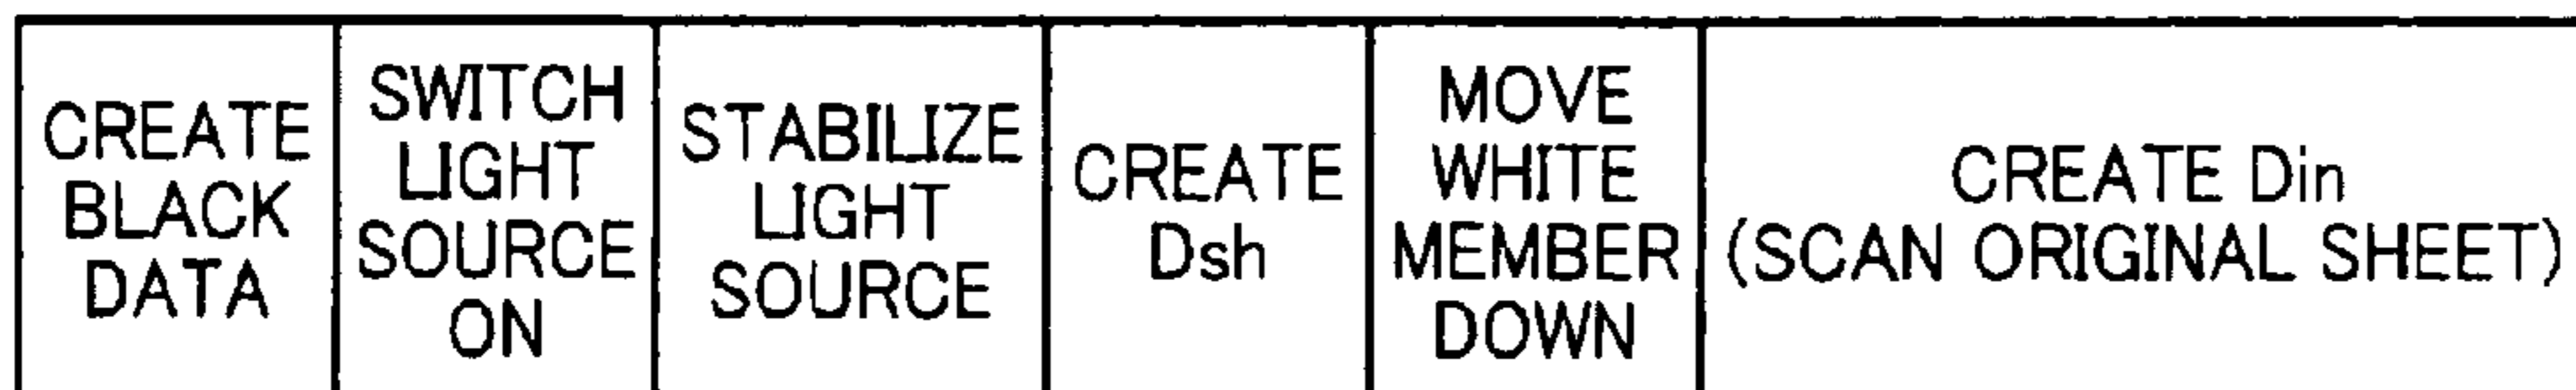 CREATE
BLACK
DATA
SWITCH
LIGHT
SOURCE
ON
STABILIZE
LIGHT
SOURCE
CREATE
Dsh
MOVE
WHITE
MEMBER
DOWN
CREATE Din
(SCAN ORIGINAL SHEET)